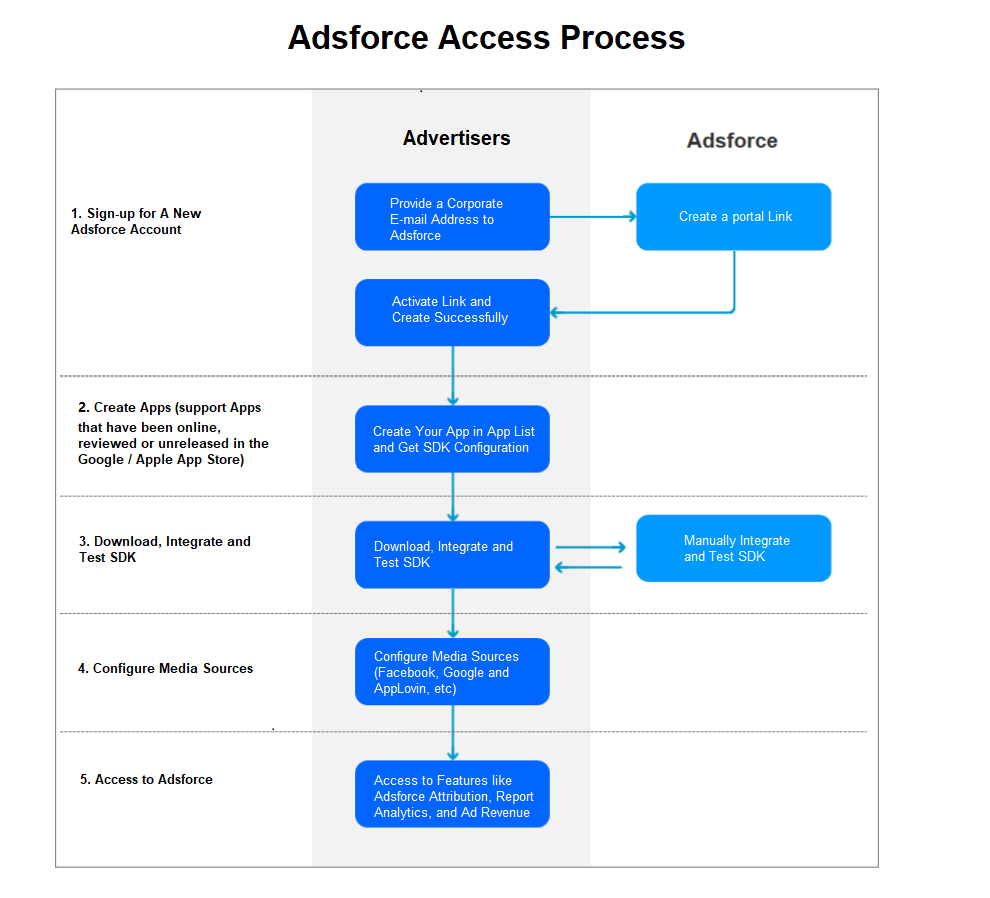 Adsforce Access Process
Advertisers
Adsforce
1. Sign-up for A New
Adsforce Account
Provide a Corporate
E-mail Address to
Adsforce
Create a portal Link
Activate Link and
Create Successfully
2. Create Apps (support Apps
that have been online,
reviewed or unreleased in the
Google / Apple App Store)
Create Your App in App List
and Get SDK Configuration
3. Download, Integrate and
Test SDK
Download, Integrate and
Test SDK
Manually Integrate
and Test SDK
4. Configure Media Sources
Configure Media Sources
(Facebook, Google and
AppLovin, etc)
5. Access to Adsforce
Access to Features like
Adsforce Attribution, Report
Analytics, and Ad Revenue